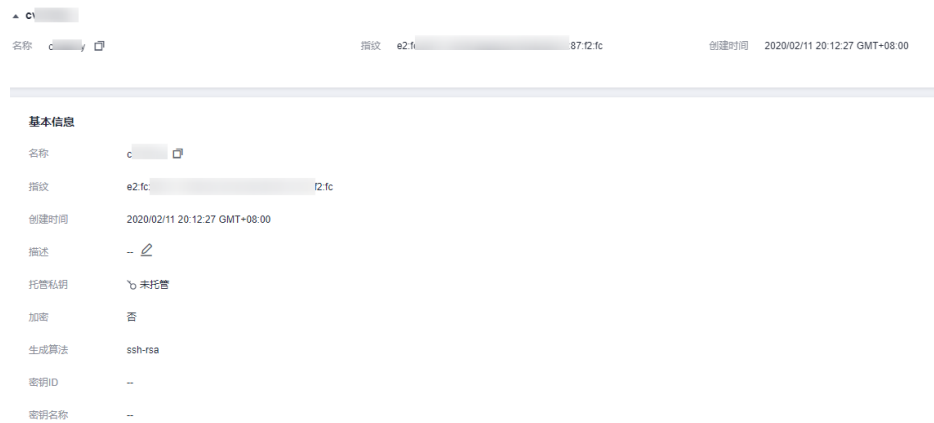 名称 指纹 e2:f 87:f2:fc 创建时间 2020/02/11 20:12:27 GMT+08:00
基本信息
名称 c
指纹 e2:fc: f2:fc
创建时间 2020/02/11 20:12:27 GMT+08:00
描述 --
托管私钥 未托管
加密 否
生成算法 ssh-rsa
密钥ID --
密钥名称 --